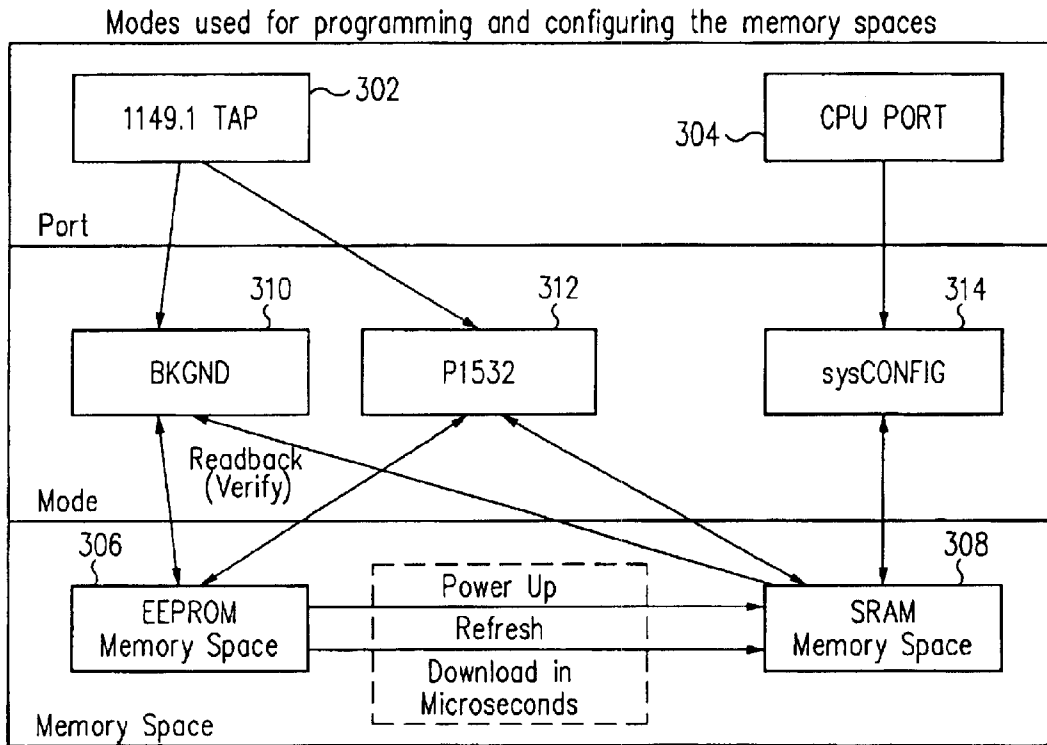 Modes used for programming and configuring the memory spaces
1149.1 TAP
302
CPU PORT
304
Port
310
312
314
BKGND
P1532
sysCONFIG
Readback
(Verify)
Mode
306
308
EEPROM
Memory Space
Power Up
Refresh
Download in
Microseconds
SRAM
Memory Space
Memory Space